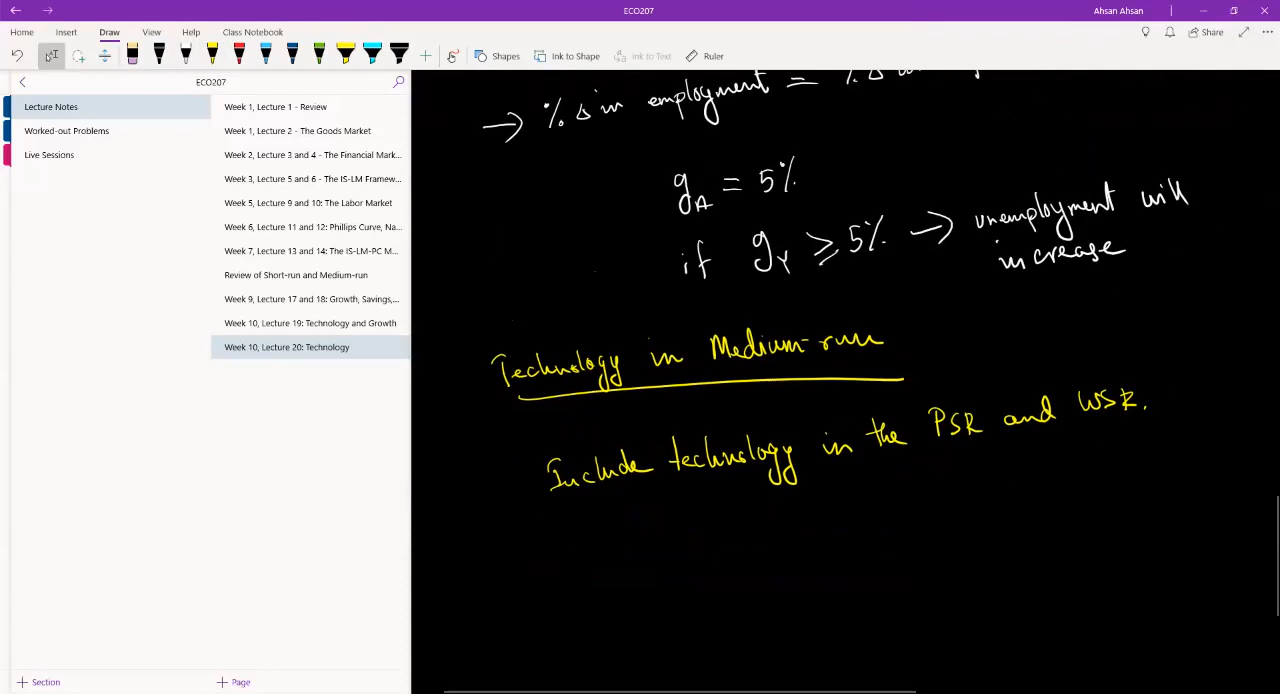 ECO207
Ahsan Ahsan
Home Insert Draw View Help Class Notebook
Share
Shapes Ink to Shape Ink to Text Math Ruler
ECO207
Lecture Notes
Worked-out Problems
Live Sessions
Week 1, Lecture 1 - Review
Week 1, Lecture 2 - The Goods Market
Week 2, Lecture 3 and 4 - The Financial Mark...
Week 3, Lecture 5 and 6 - The IS-LM Framew...
Week 5, Lecture 9 and 10: The Labor Market
Week 6, Lecture 11 and 12: Phillips Curve, Na...
Week 7, Lecture 13 and 14: The IS-LM-PC M...
Review of Short-run and Medium-run
Week 9, Lecture 17 and 18: Growth, Savings,...
Week 10, Lecture 19: Technology and Growth
Week 10, Lecture 20: Technology
+ Section
+ Page
→ % Δ in employment = % Δ
g_A = 5%
if g_Y ≥ 5% → unemployment will
increase
Technology in Medium-run
Include technology in the PSR and WSR.